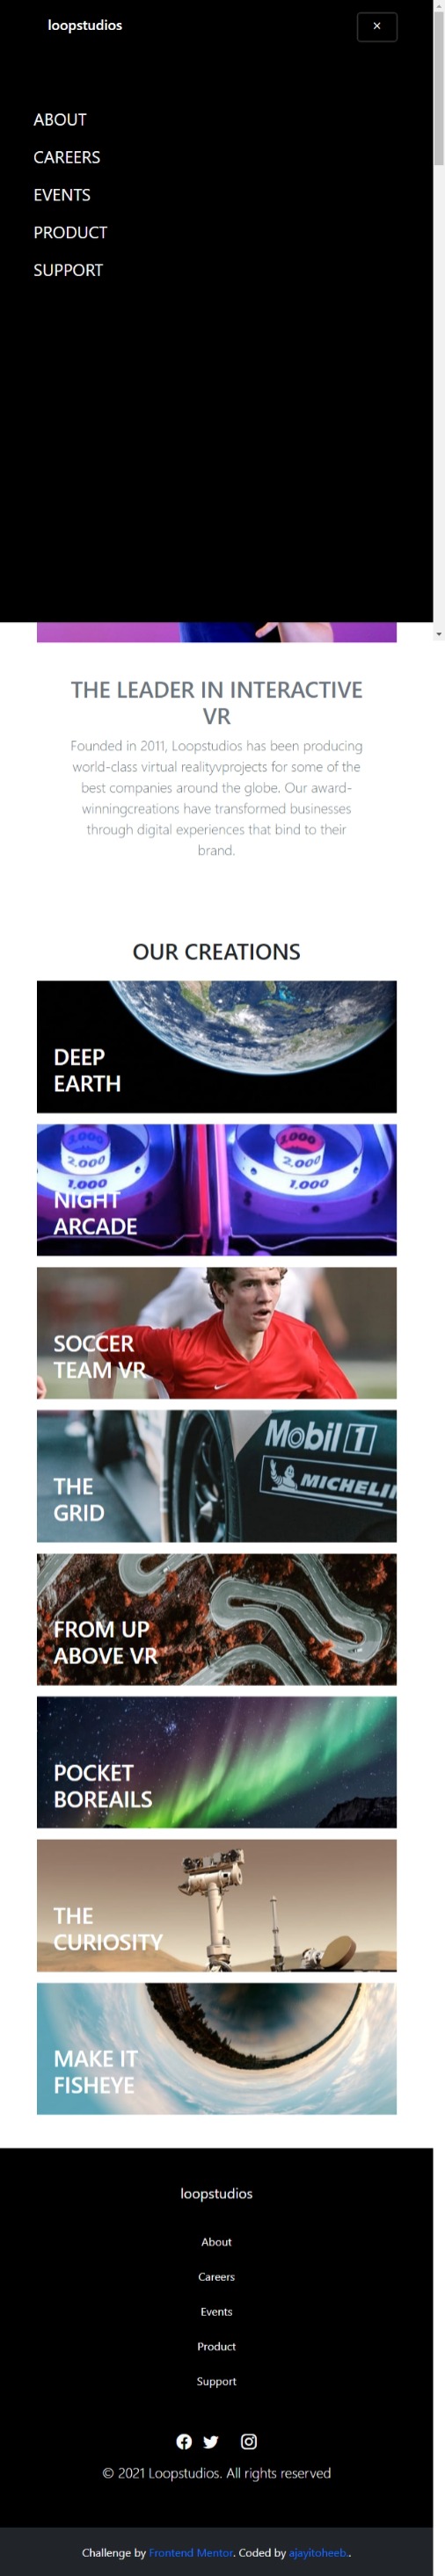 loopstudios
×
ABOUT
CAREERS
EVENTS
PRODUCT
SUPPORT
THE LEADER IN INTERACTIVE
VR
Founded in 2011, Loopstudios has been producing
world-class virtual realityvprojects for some of the
best companies around the globe. Our award-
winningcreations have transformed businesses
through digital experiences that bind to their
brand.
OUR CREATIONS
DEEP
EARTH
3.000
3.000
2.000
2.000
1.000
1.000
NIGHT
ARCADE
SOCCER
TEAM VR
Mobil 1
MICHELI
THE
GRID
FROM UP
ABOVE VR
POCKET
BOREAILS
THE
CURIOSITY
MAKE IT
FISHEYE
loopstudios
About
Careers
Events
Product
Support
© 2021 Loopstudios. All rights reserved
Challenge by Frontend Mentor. Coded by ajayitoheeb..